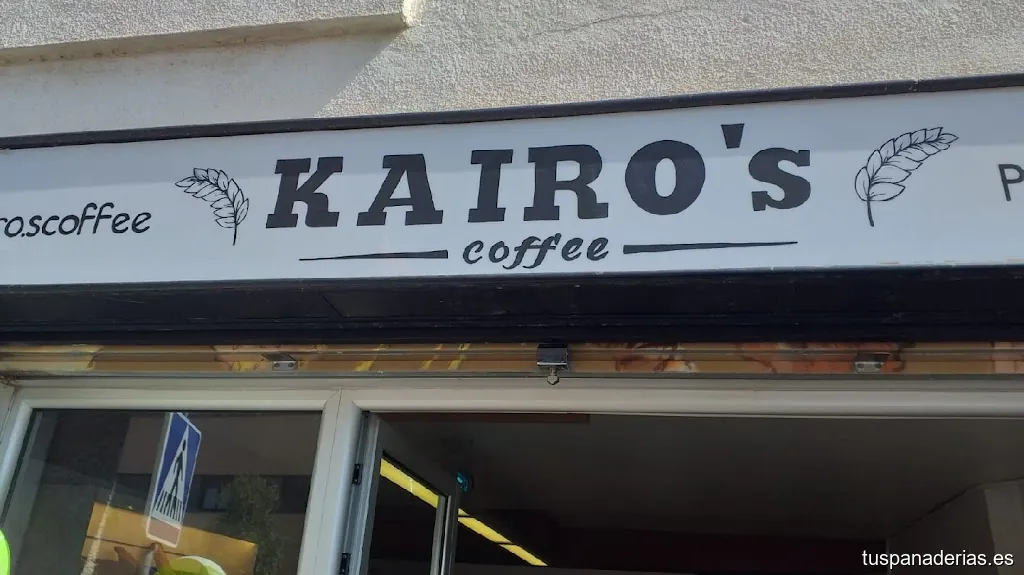 KAIRO's
coffee
ro.scoffee
P
tuspanaderias.es